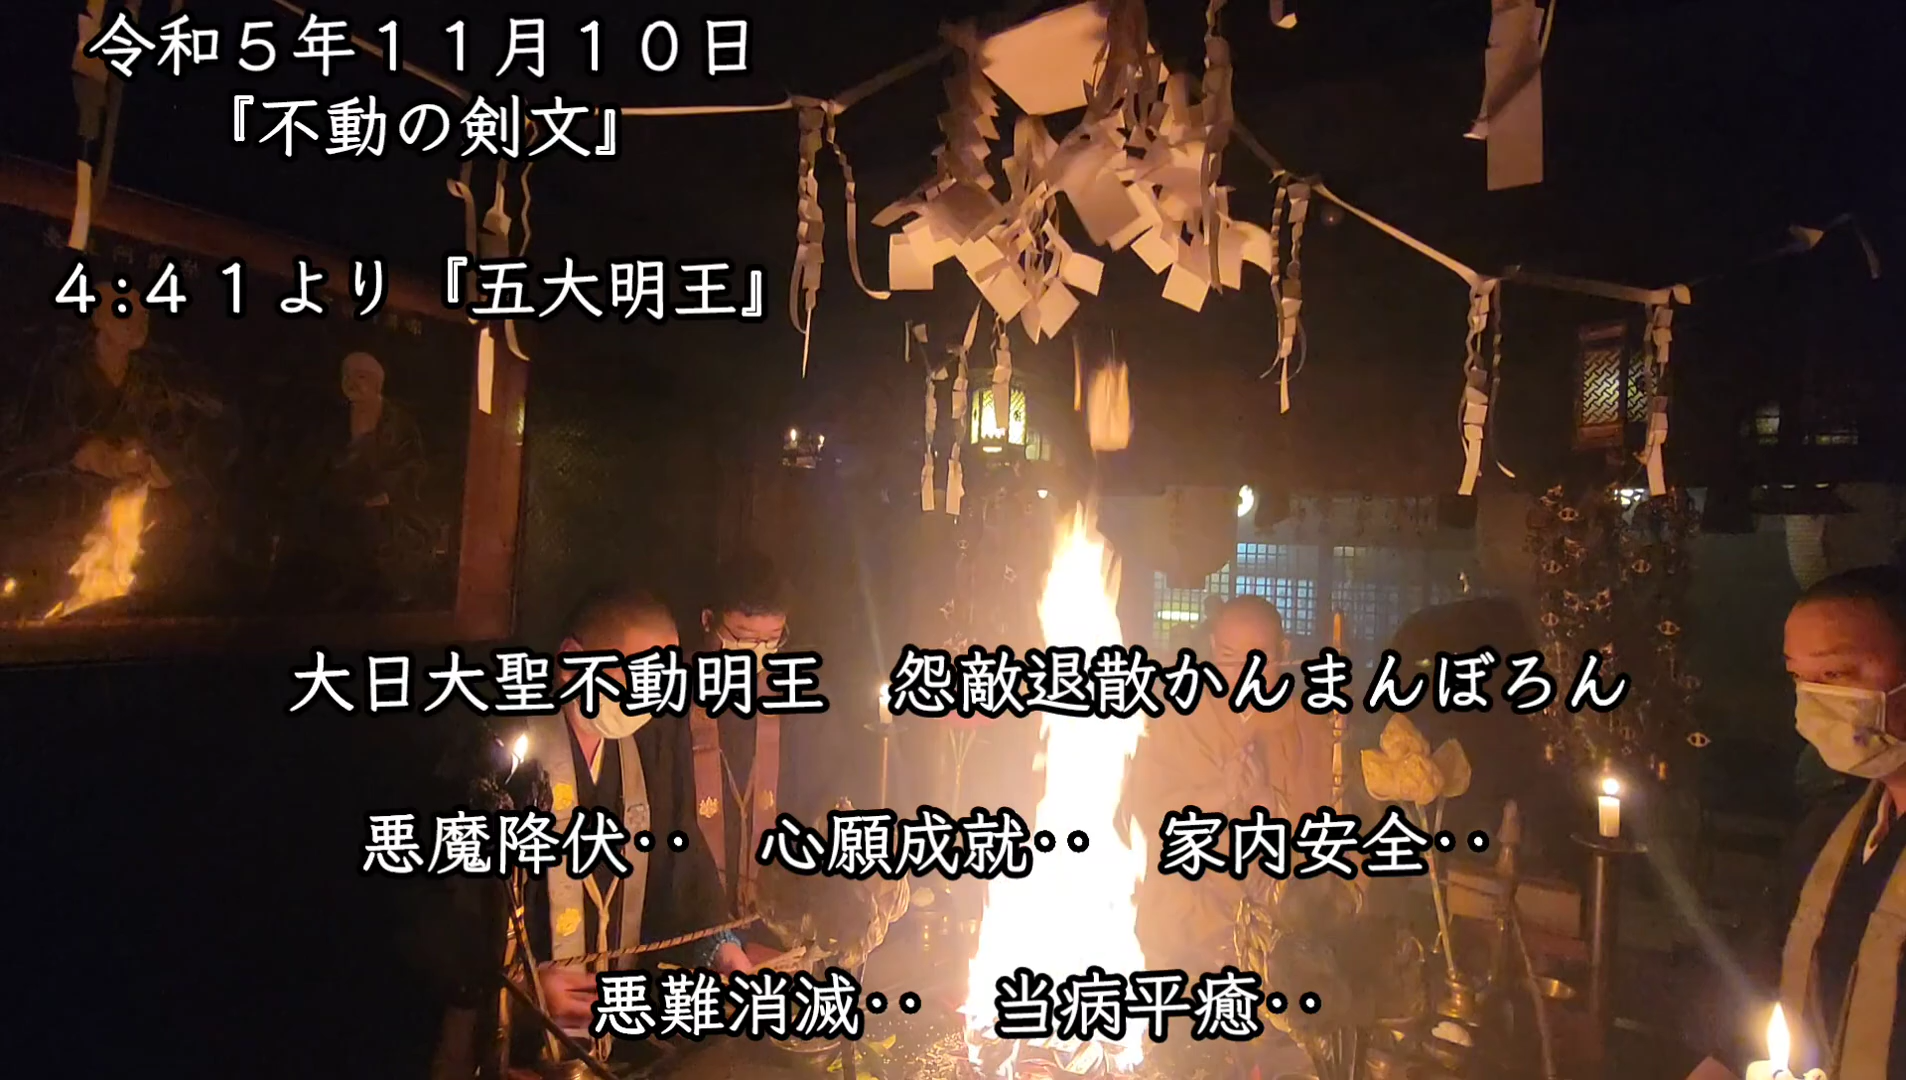 令和５年１１月１０日
『不動の剣文』
４:４１より『五大明王』
大日大聖不動明王　怨敵退散かんまんぼろん
悪魔降伏‥　心願成就‥　家内安全‥
悪難消滅‥　当病平癒‥